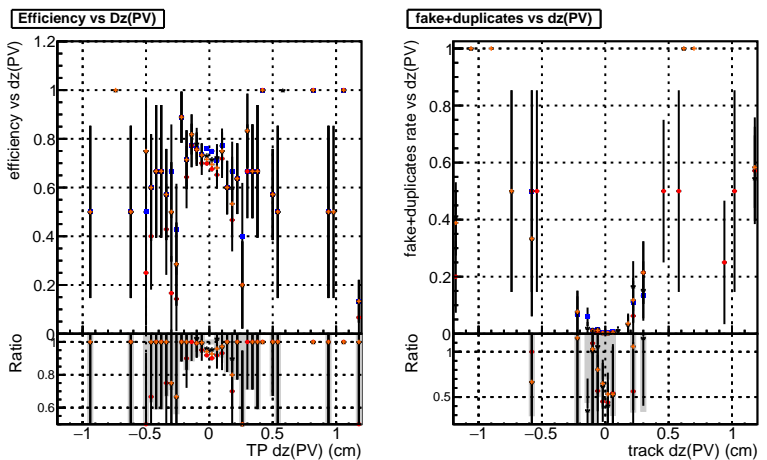 Efficiency vs Dz(PV)
fake+duplicates vs dz(PV)
efficiency vs dz(PV)
1.2
1
0.8
0.6
0.4
0.2
0
Ratio
1
0.8
0.6
−1 −0.5 0 0.5 1
TP dz(PV) (cm)
fake+duplicates rate vs dz(PV)
1
0.8
0.6
0.4
0.2
0
Ratio
1
0.5
−1 −0.5 0 0.5 1
track dz(PV) (cm)